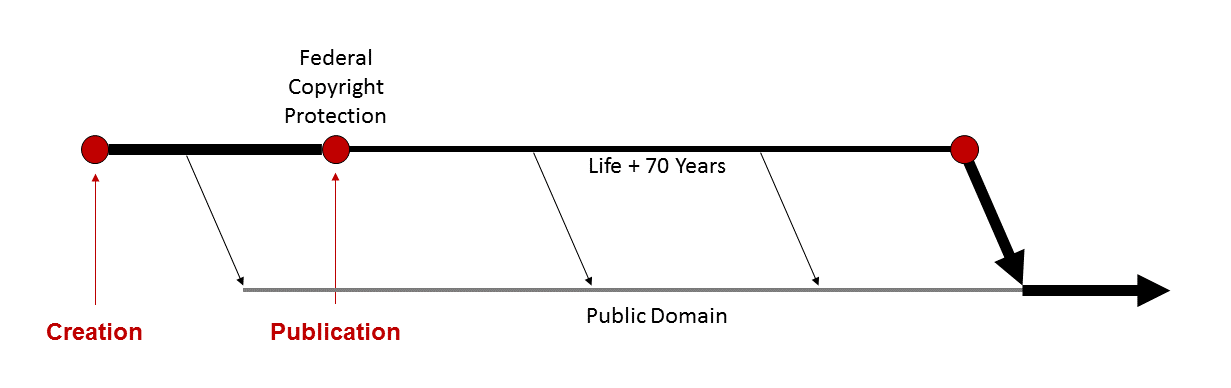 Federal
Copyright
Protection
Life + 70 Years
Public Domain
Creation
Publication